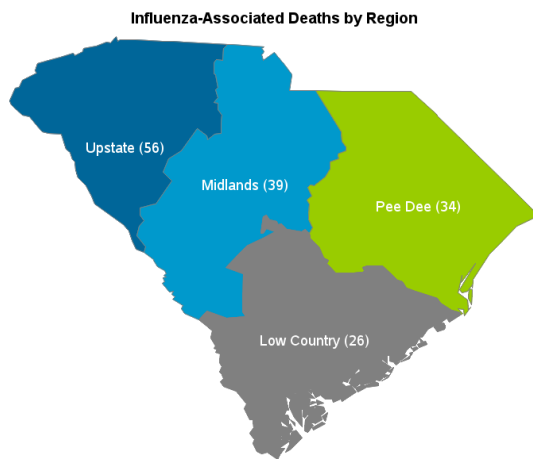 Influenza-Associated Deaths by Region
Upstate (56)
Midlands (39)
Pee Dee (34)
Low Country (26)